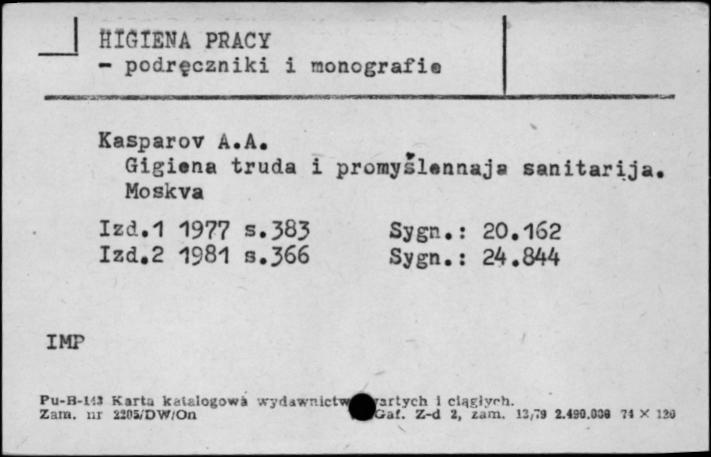 HIGIENA PRACY
- podręczniki i monografie
Kasparov A.A.
Gigiena truda i promyšlennaja sanitarija.
Moskva
Izd.1 1977 s.383 Sygn.: 20.162
Izd.2 1981 s.366 Sygn.: 24.844
IMP
Pu-B-143 Karta katalogowa wydawnictw zwartych i ciągłych.
Zam. nr 2205/DW/On Gaf. Z-d 2, zam. 13/79 2.490.000 74 × 120